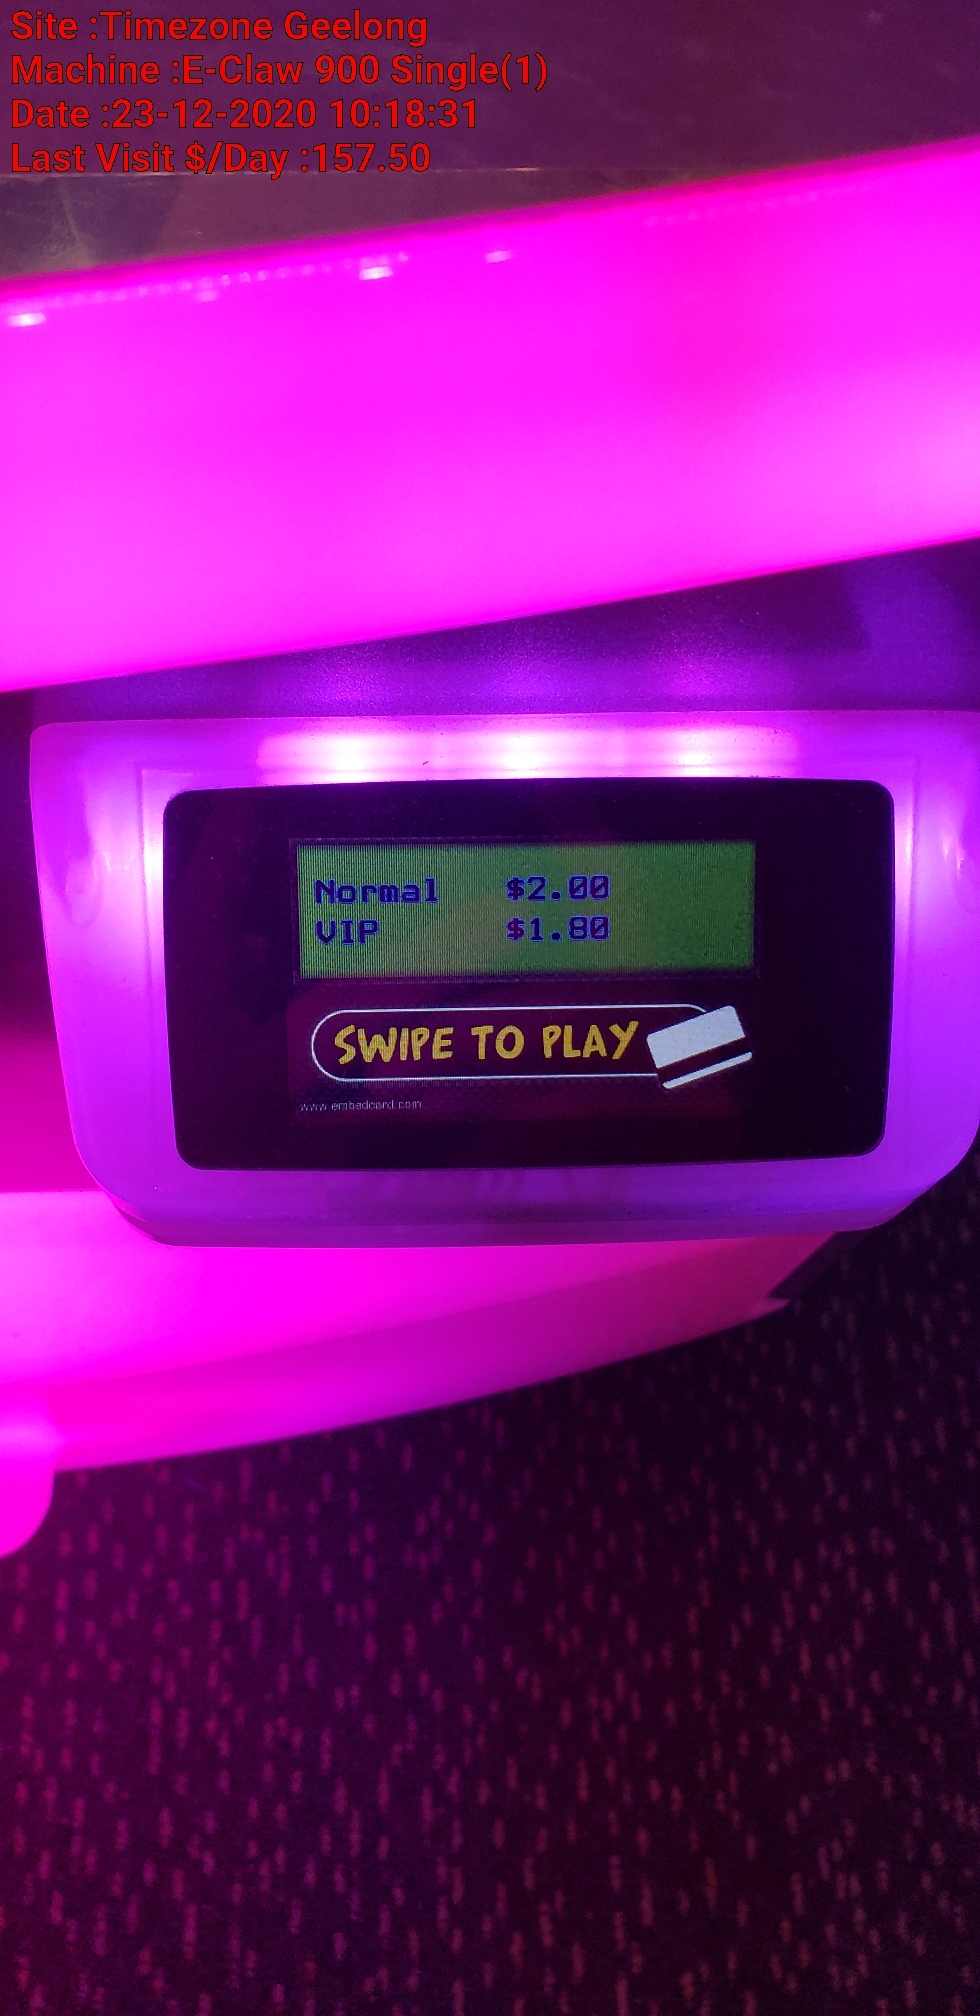 Site :Timezone Geelong
Machine :E-Claw 900 Single(1)
Date :23-12-2020 10:18:31
Last Visit $/Day :157.50
Normal $2.00
VIP $1.80
SWIPE TO PLAY
www.embedcard.com